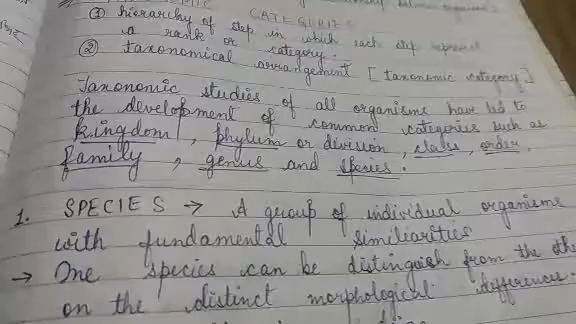 CATEGORIES
① hierarchy of step in which each step represent
a rank or category.
② taxonomical arrangement [taxonomic category]
Taxonomic studies of all organisms have led to
the development of common categories such as
kingdom, phylum or division, class, order,
family, genus and species.
1. SPECIES → A group of individual organisms
with fundamental similiarities
→ One species can be distinguish from the oth
on the distinct morphological differences.